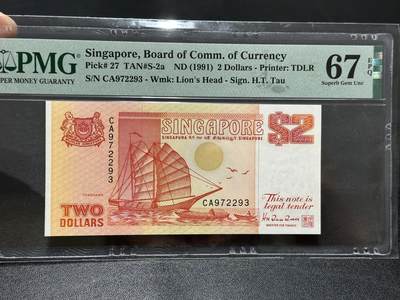 PMG
PAPER MONEY GUARANTY
Singapore, Board of Comm. of Currency
Pick# 27 TAN#S-2a ND (1991) 2 Dollars - Printer: TDLR
S/N CA972293 - Wmk: Lion's Head - Sign. H.T. Tau
67 EPQ
Superb Gem Unc
CA972293
SINGAPORE
$2
This note is
legal tender
CA972293
TWO
DOLLARS